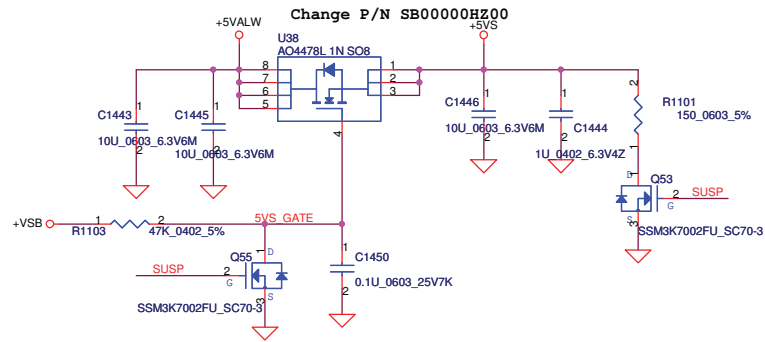 Change P/N SB00000HZ00
+5VALW
+5VS
U38
AO4478L 1N SO8
8
7
6
5
1
2
3
4
C1443
1
2
10U_0603_6.3V6M
C1445
1
2
10U_0603_6.3V6M
C1446
1
2
10U_0603_6.3V6M
C1444
1
2
1U_0402_6.3V4Z
2
R1101
150_0603_5%
1
1
D
Q53
2
G
SUSP
S
3
SSM3K7002FU_SC70-3
+VSB
R1103
1
2
47K_0402_5%
5VS_GATE
Q55
1
D
SUSP
2
G
3
S
SSM3K7002FU_SC70-3
1
C1450
0.1U_0603_25V7K
2